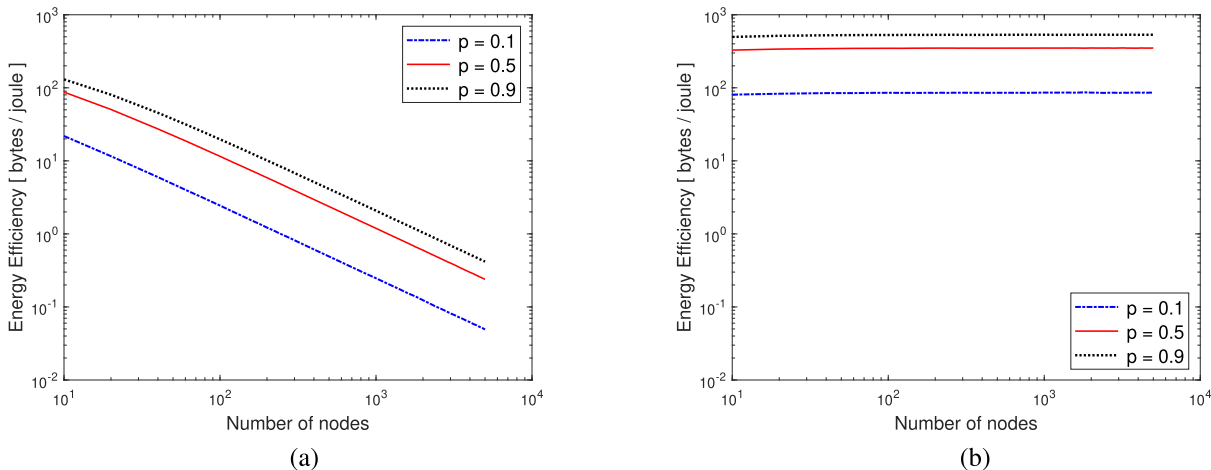 10^3
10^2
10^1
10^0
10^-1
10^-2
Energy Efficiency [ bytes / joule ]
p = 0.1
p = 0.5
p = 0.9
10^1
10^2
10^3
10^4
Number of nodes
(a)
10^3
10^2
10^1
10^0
10^-1
10^-2
Energy Efficiency [ bytes / joule ]
p = 0.1
p = 0.5
p = 0.9
10^1
10^2
10^3
10^4
Number of nodes
(b)